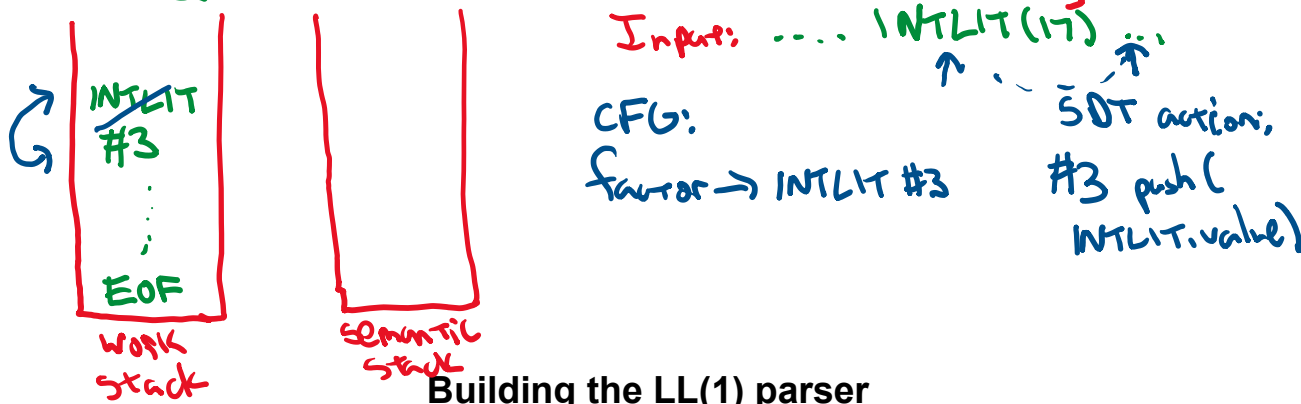 Input: .... INTLIT(17) ...
INTLIT
#3
EOF
work
stack
semantic
stack
CFG:
factor → INTLIT #3
SDT action:
#3 push(
INTLIT.value)
Building the LL(1) parser